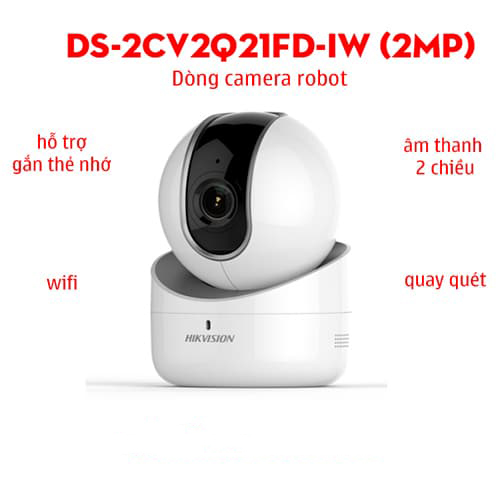 DS-2CV2Q21FD-IW (2MP)
Dòng camera robot
hỗ trợ
gắn thẻ nhớ
âm thanh
2 chiều
wifi
quay quét
HIKVISION